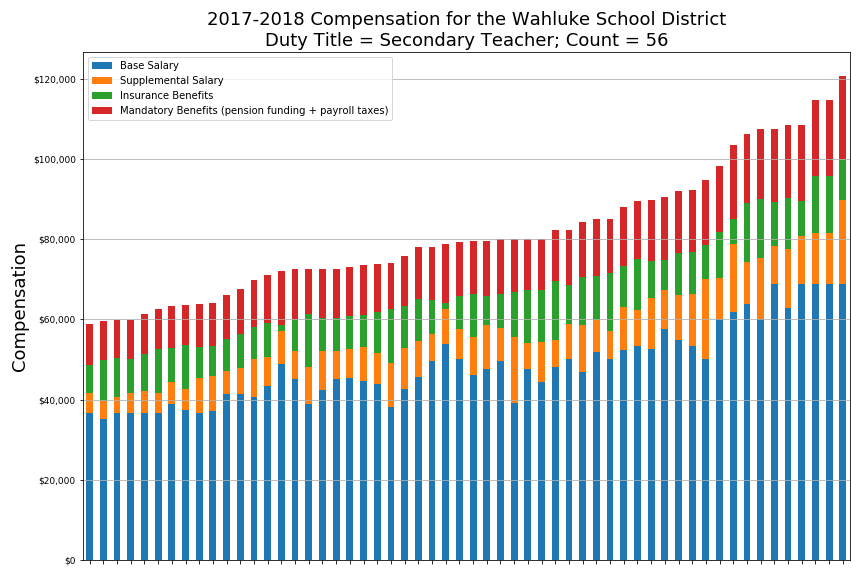 2017-2018 Compensation for the Wahluke School District
Duty Title = Secondary Teacher; Count = 56
Base Salary
Supplemental Salary
Insurance Benefits
Mandatory Benefits (pension funding + payroll taxes)
Compensation
$120,000
$100,000
$80,000
$60,000
$40,000
$20,000
$0